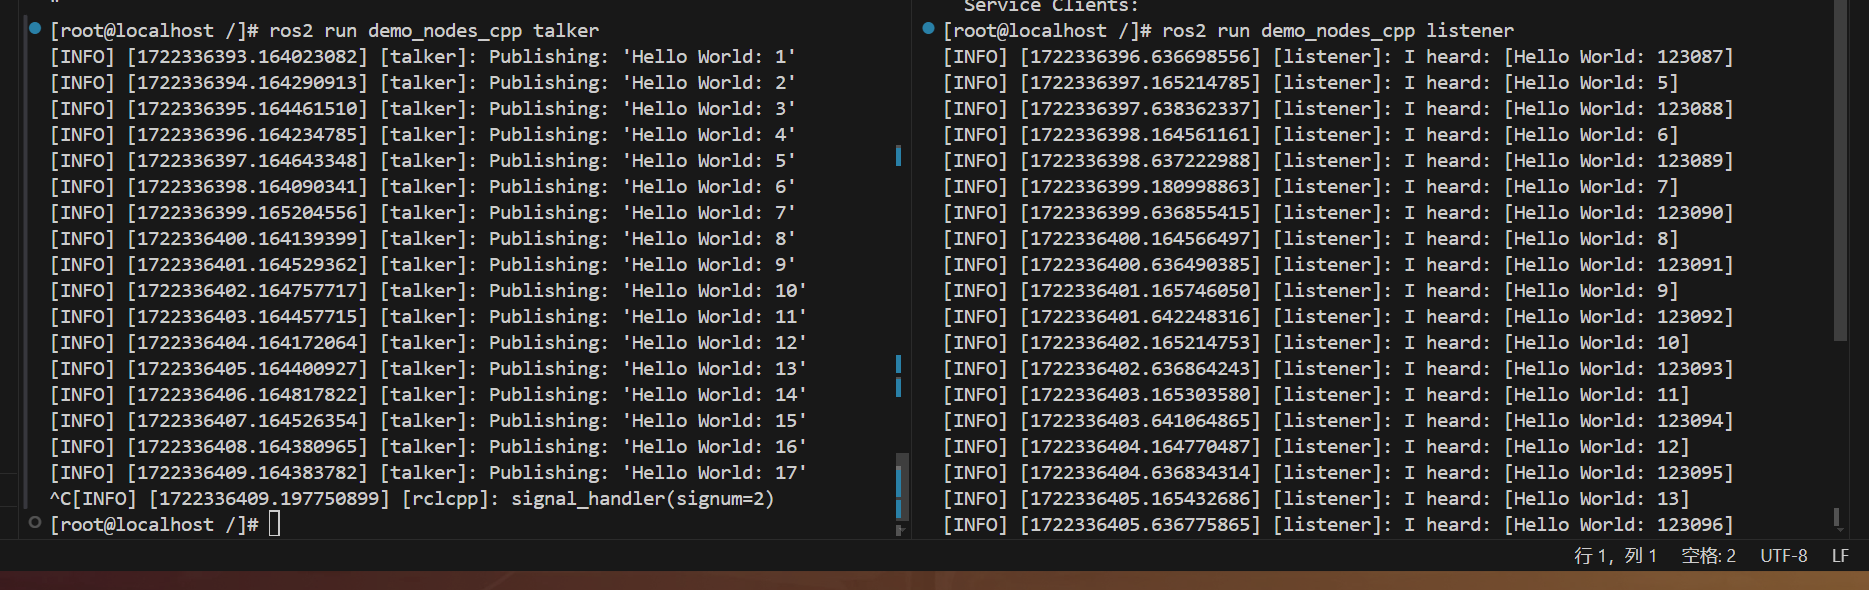 [root@localhost /]# ros2 run demo_nodes_cpp talker
[INFO] [1722336393.164023082] [talker]: Publishing: 'Hello World: 1'
[INFO] [1722336394.164290913] [talker]: Publishing: 'Hello World: 2'
[INFO] [1722336395.164461510] [talker]: Publishing: 'Hello World: 3'
[INFO] [1722336396.164234785] [talker]: Publishing: 'Hello World: 4'
[INFO] [1722336397.164643348] [talker]: Publishing: 'Hello World: 5'
[INFO] [1722336398.164090341] [talker]: Publishing: 'Hello World: 6'
[INFO] [1722336399.165204556] [talker]: Publishing: 'Hello World: 7'
[INFO] [1722336400.164139399] [talker]: Publishing: 'Hello World: 8'
[INFO] [1722336401.164529362] [talker]: Publishing: 'Hello World: 9'
[INFO] [1722336402.164757717] [talker]: Publishing: 'Hello World: 10'
[INFO] [1722336403.164457715] [talker]: Publishing: 'Hello World: 11'
[INFO] [1722336404.164172064] [talker]: Publishing: 'Hello World: 12'
[INFO] [1722336405.164400927] [talker]: Publishing: 'Hello World: 13'
[INFO] [1722336406.164817822] [talker]: Publishing: 'Hello World: 14'
[INFO] [1722336407.164526354] [talker]: Publishing: 'Hello World: 15'
[INFO] [1722336408.164380965] [talker]: Publishing: 'Hello World: 16'
[INFO] [1722336409.164383782] [talker]: Publishing: 'Hello World: 17'
^C[INFO] [1722336409.197750899] [rclcpp]: signal_handler(signum=2)
[root@localhost /]#
Service Clients:
[root@localhost /]# ros2 run demo_nodes_cpp listener
[INFO] [1722336396.636698556] [listener]: I heard: [Hello World: 123087]
[INFO] [1722336397.165214785] [listener]: I heard: [Hello World: 5]
[INFO] [1722336397.638362337] [listener]: I heard: [Hello World: 123088]
[INFO] [1722336398.164561161] [listener]: I heard: [Hello World: 6]
[INFO] [1722336398.637222988] [listener]: I heard: [Hello World: 123089]
[INFO] [1722336399.180998863] [listener]: I heard: [Hello World: 7]
[INFO] [1722336399.636855415] [listener]: I heard: [Hello World: 123090]
[INFO] [1722336400.164566497] [listener]: I heard: [Hello World: 8]
[INFO] [1722336400.636490385] [listener]: I heard: [Hello World: 123091]
[INFO] [1722336401.165746050] [listener]: I heard: [Hello World: 9]
[INFO] [1722336401.642248316] [listener]: I heard: [Hello World: 123092]
[INFO] [1722336402.165214753] [listener]: I heard: [Hello World: 10]
[INFO] [1722336402.636864243] [listener]: I heard: [Hello World: 123093]
[INFO] [1722336403.165303580] [listener]: I heard: [Hello World: 11]
[INFO] [1722336403.641064865] [listener]: I heard: [Hello World: 123094]
[INFO] [1722336404.164770487] [listener]: I heard: [Hello World: 12]
[INFO] [1722336404.636834314] [listener]: I heard: [Hello World: 123095]
[INFO] [1722336405.165432686] [listener]: I heard: [Hello World: 13]
[INFO] [1722336405.636775865] [listener]: I heard: [Hello World: 123096]
行 1，列 1 空格: 2 UTF-8 LF